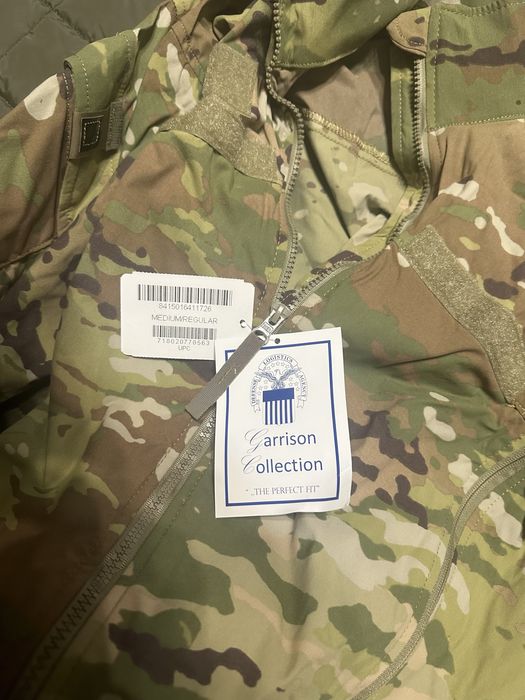 8415016411726
MEDIUM/REGULAR
718020770563
UPC
DEFENSE LOGISTICS AGENCY
Garrison
Collection
"THE PERFECT FIT"